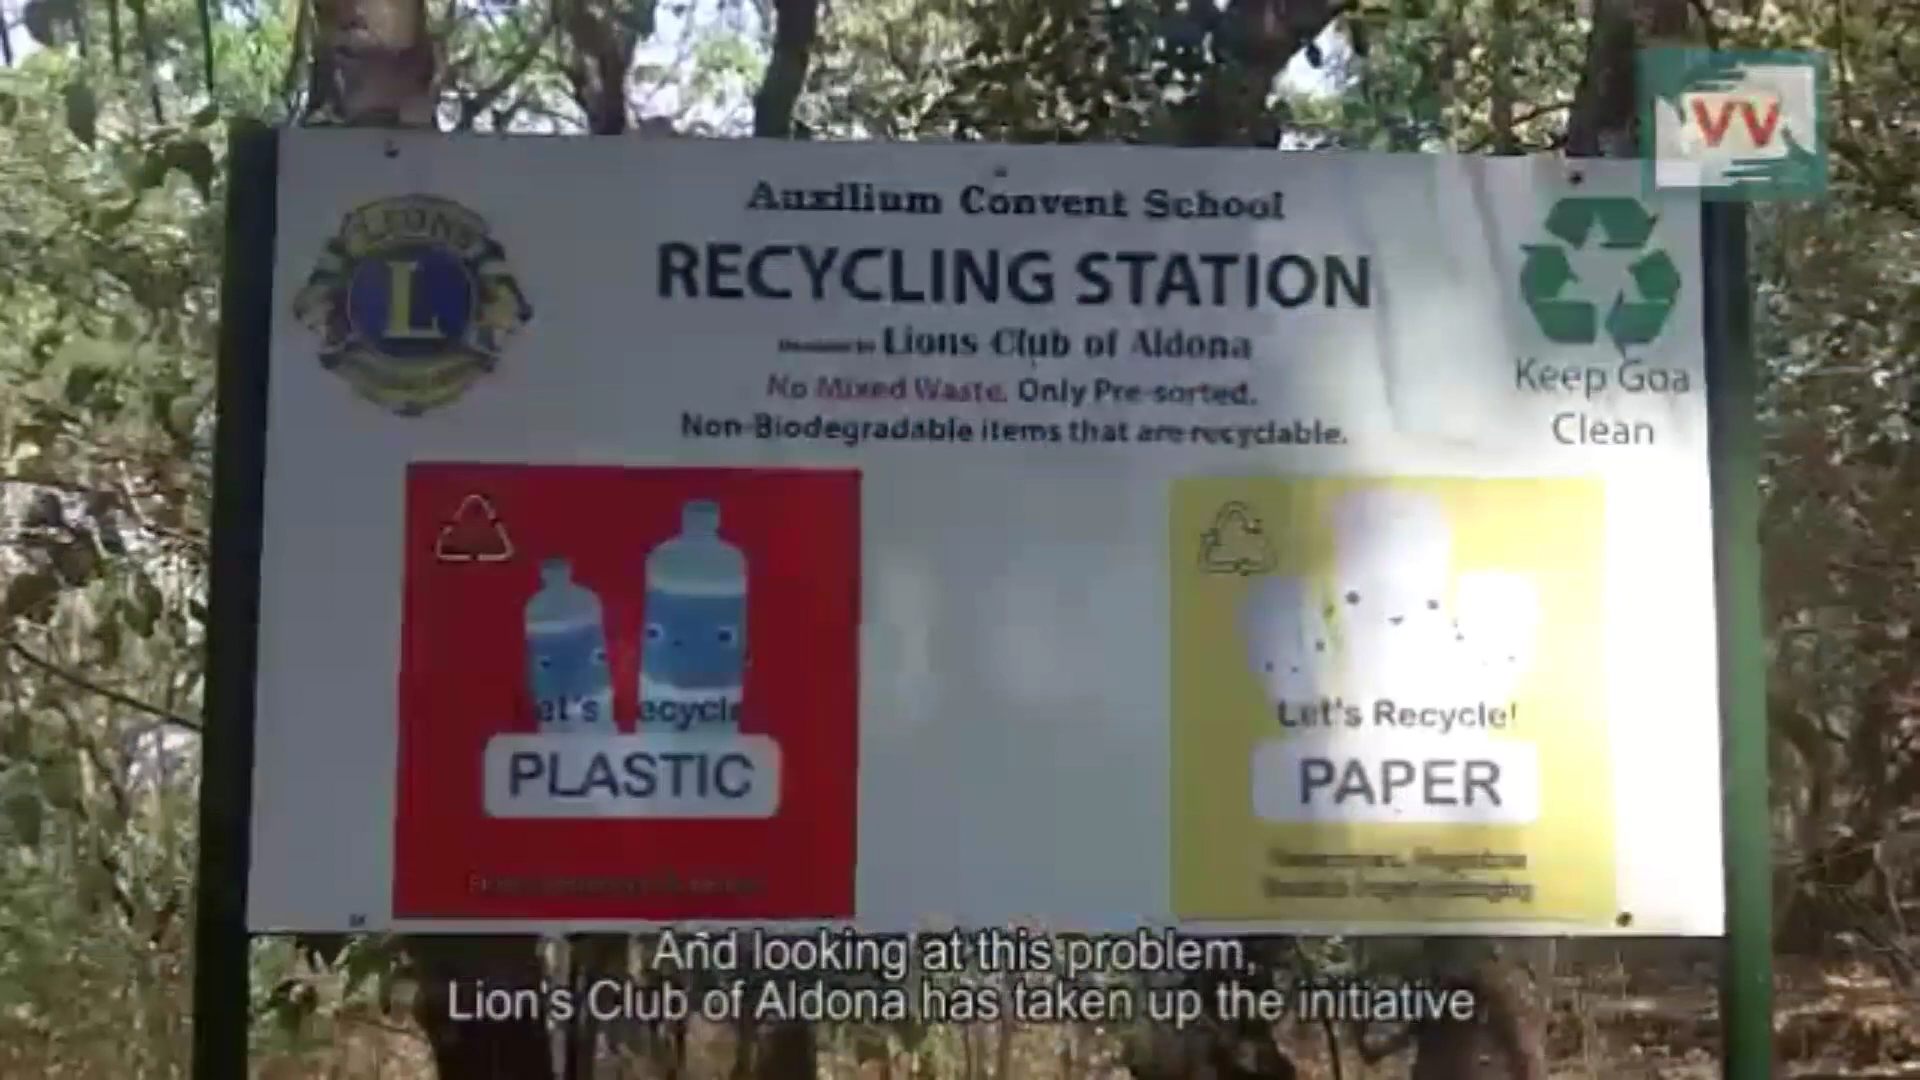 VV
Auxilium Convent School
LIONS
L
RECYCLING STATION
Lions Club of Aldona
No Mixed Waste. Only Pre-sorted.
Non-Biodegradable items that are recyclable.
Keep Goa
Clean
Let's Recycle
PLASTIC
Let's Recycle!
PAPER
And looking at this problem,
Lion's Club of Aldona has taken up the initiative